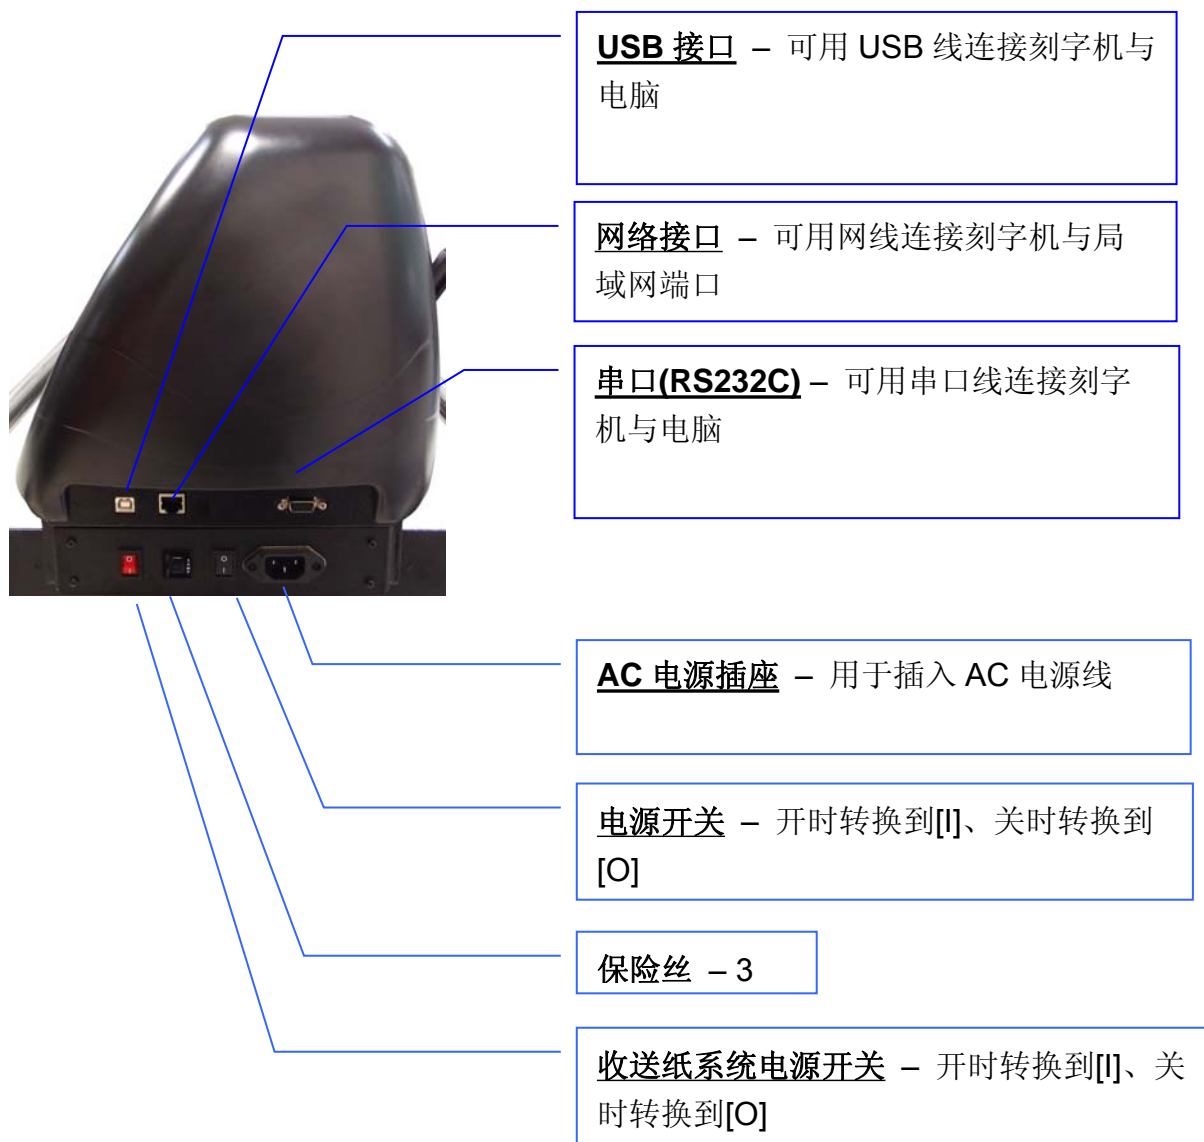 USB 接口 – 可用 USB 线连接刻字机与
电脑
网络接口 – 可用网线连接刻字机与局
域网端口
串口(RS232C) – 可用串口线连接刻字
机与电脑
AC 电源插座 – 用于插入 AC 电源线
电源开关 – 开时转换到[I]、关时转换到
[O]
保险丝 – 3
收送纸系统电源开关 – 开时转换到[I]、关
时转换到[O]